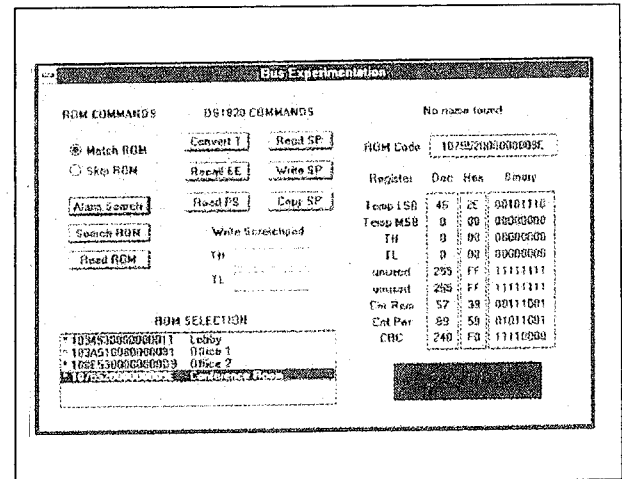 Bus Experimentation
ROM COMMANDS
Match ROM
Skip ROM
Alarm Search
Search ROM
Read ROM
DS1820 COMMANDS
Convert T Read SP
Recall EE Write SP
Read PS Copy SP
Write Scratchpad
TH
TL
ROM SELECTION
Lobby
Office 1
Office 2
Conference Room
No name found
ROM Code
Register Dec Hex Binary
Temp LSB 46 2E 00101110
Temp MSB 0 00 00000000
TH 0 00 00000000
TL 0 00 00000000
unused 255 FF 11111111
unused 255 FF 11111111
Cnt Rem 57 39 00111001
Cnt Per 89 59 01011001
CRC 240 F0 11110000